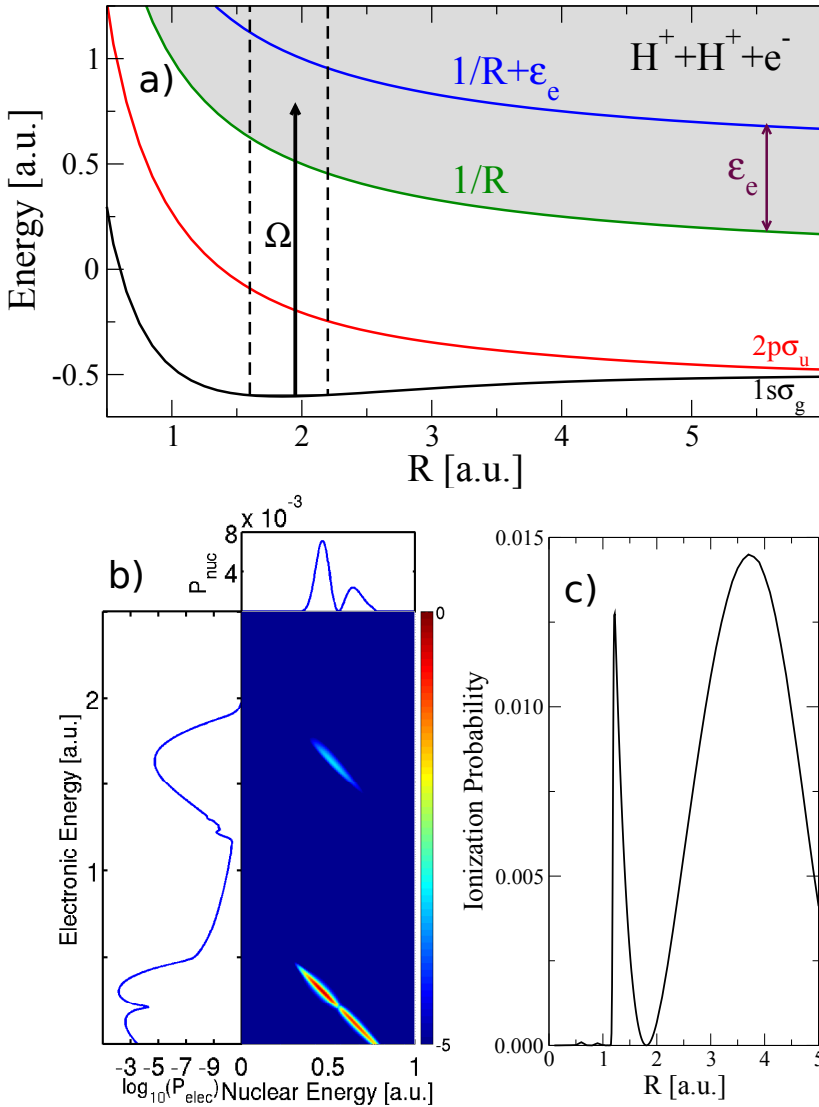 a)
H⁺+H⁺+e⁻
1/R+εₑ
1/R
εₑ
Ω
2pσᵤ
1sσg
Energy [a.u.]
1
0.5
0
-0.5
1 2 3 4 5
R [a.u.]
b)
8 x 10⁻³
4
P_nuc
2
1
Electronic Energy [a.u.]
0
-5
-3 -5 -7 -9 0 0.5 1
log₁₀(P_elec) Nuclear Energy [a.u.]
c)
0.015
0.010
0.005
0.000
Ionization Probability
0 1 2 3 4 5
R [a.u.]